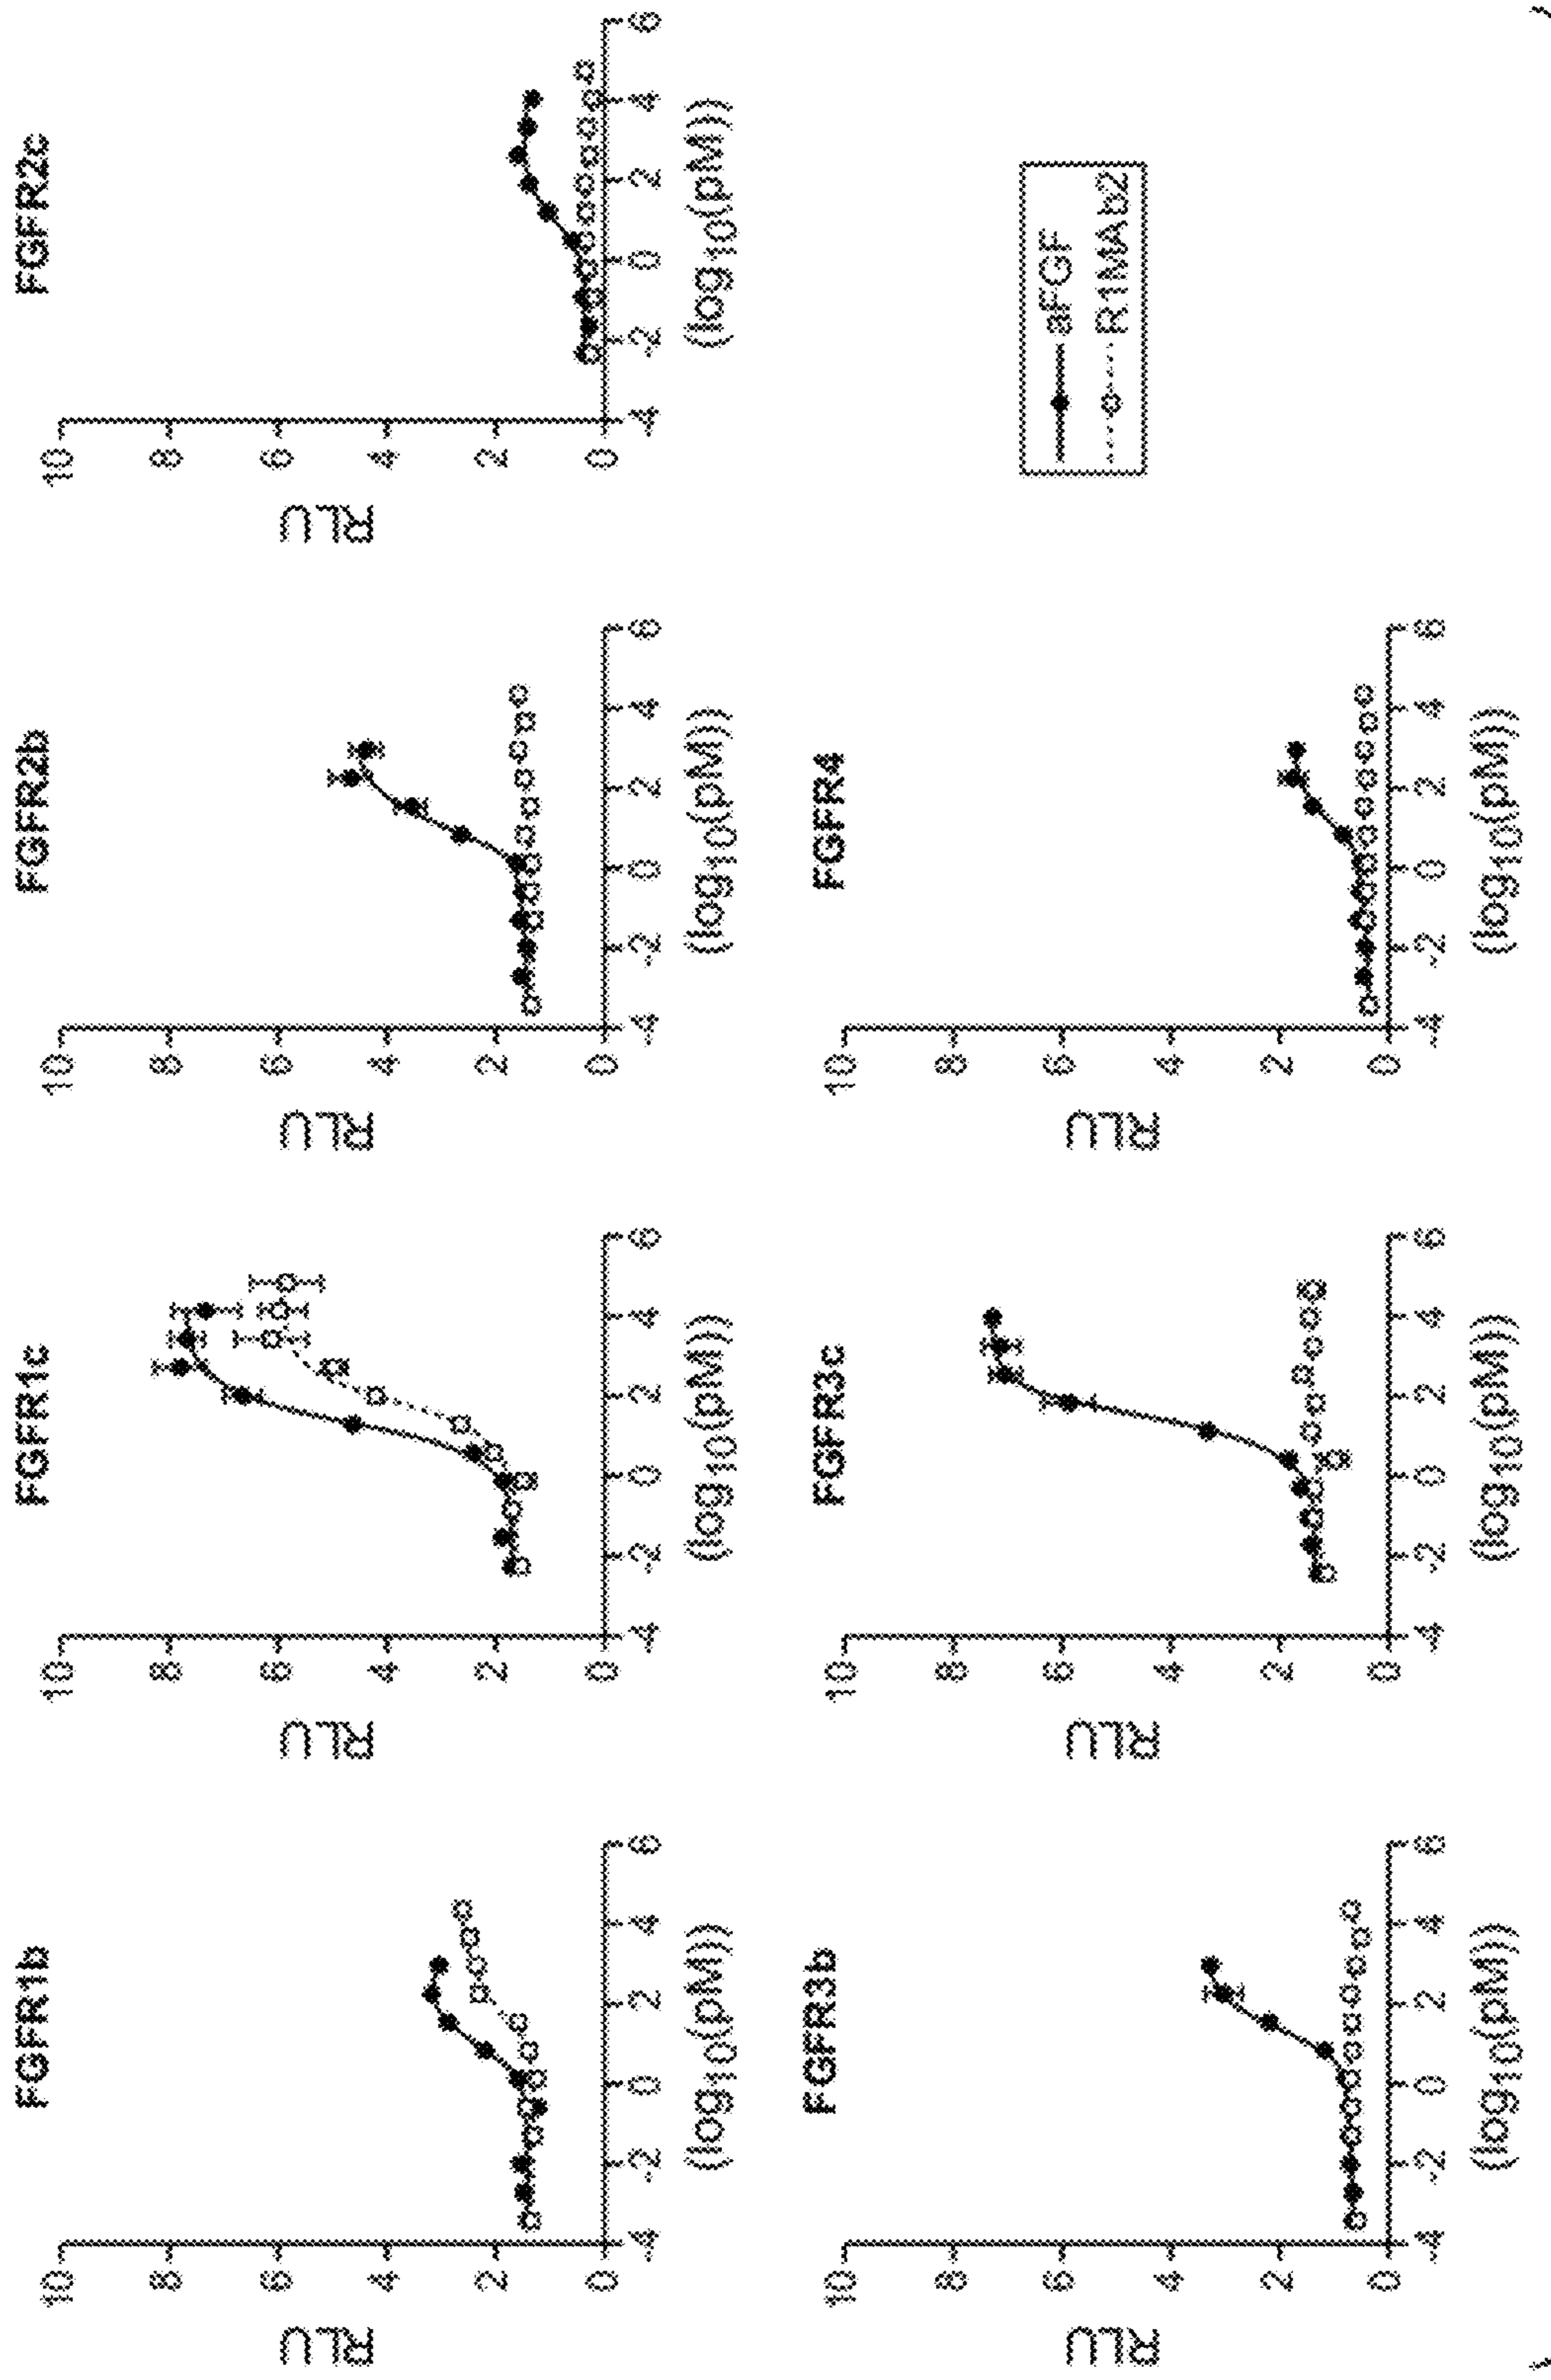 FGFR1b
RLU
10
8
6
4
2
0
-4 -2 0 2 4 6
(log10(pM))
FGFR1c
RLU
10
8
6
4
2
0
-4 -2 0 2 4 6
(log10(pM))
FGFR2b
RLU
10
8
6
4
2
0
-4 -2 0 2 4 6
(log10(pM))
FGFR2c
RLU
10
8
6
4
2
0
-4 -2 0 2 4 6
(log10(pM))
FGFR3b
RLU
10
8
6
4
2
0
-4 -2 0 2 4 6
(log10(pM))
FGFR3c
RLU
10
8
6
4
2
0
-4 -2 0 2 4 6
(log10(pM))
FGFR4
RLU
10
8
6
4
2
0
-4 -2 0 2 4 6
(log10(pM))
aFGF
R1MAb2